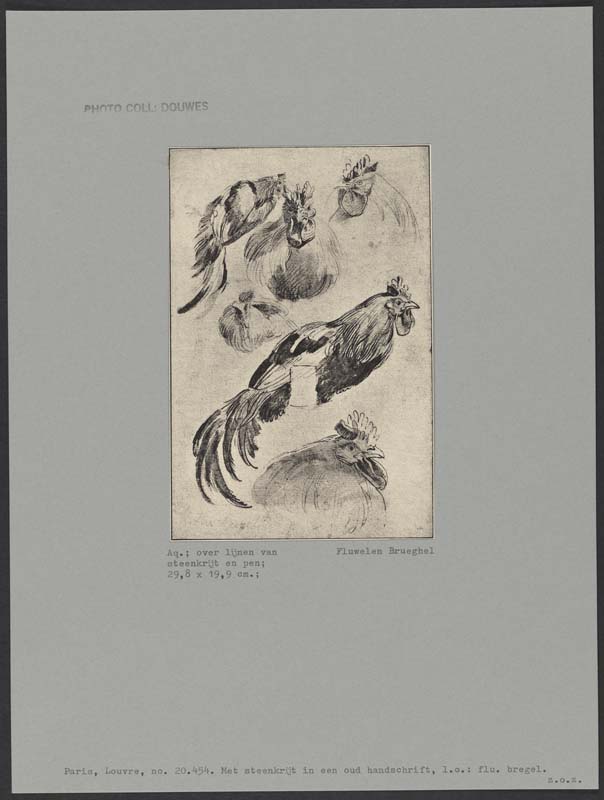 PHOTO COLL: DOUWES
Aq.; over lijnen van
steenkrijt en pen;
29,8 x 19,9 cm.;
Fluwelen Brueghel
Paris, Louvre, no. 20.454. Met steenkrijt in een oud handschrift, l.o.: flu. bregel.
z.o.z.